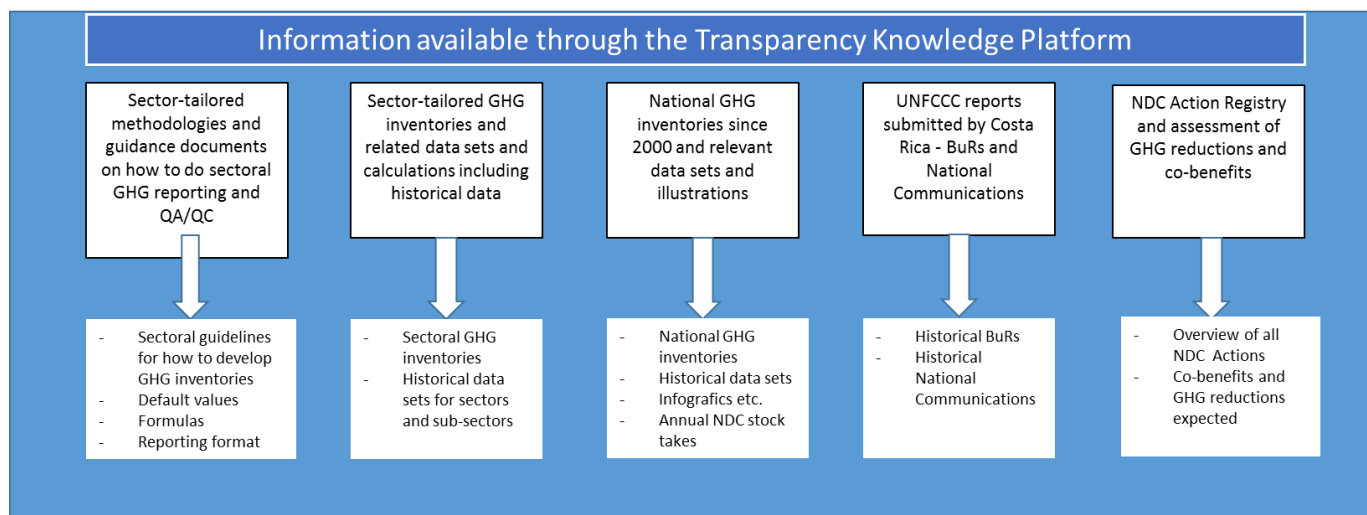 Information available through the Transparency Knowledge Platform
Sector-tailored
methodologies and
guidance documents
on how to do sectoral
GHG reporting and
QA/QC
Sector-tailored GHG
inventories and
related data sets and
calculations including
historical data
National GHG
inventories since
2000 and relevant
data sets and
illustrations
UNFCCC reports
submitted by Costa
Rica - BuRs and
National
Communications
NDC Action Registry
and assessment of
GHG reductions and
co-benefits
- Sectoral guidelines
for how to develop
GHG inventories
- Default values
- Formulas
- Reporting format
- Sectoral GHG
inventories
- Historical data
sets for sectors
and sub-sectors
- National GHG
inventories
- Historical data sets
- Infografics etc.
- Annual NDC stock
takes
- Historical BuRs
- Historical
National
Communications
- Overview of all
NDC Actions
- Co-benefits and
GHG reductions
expected